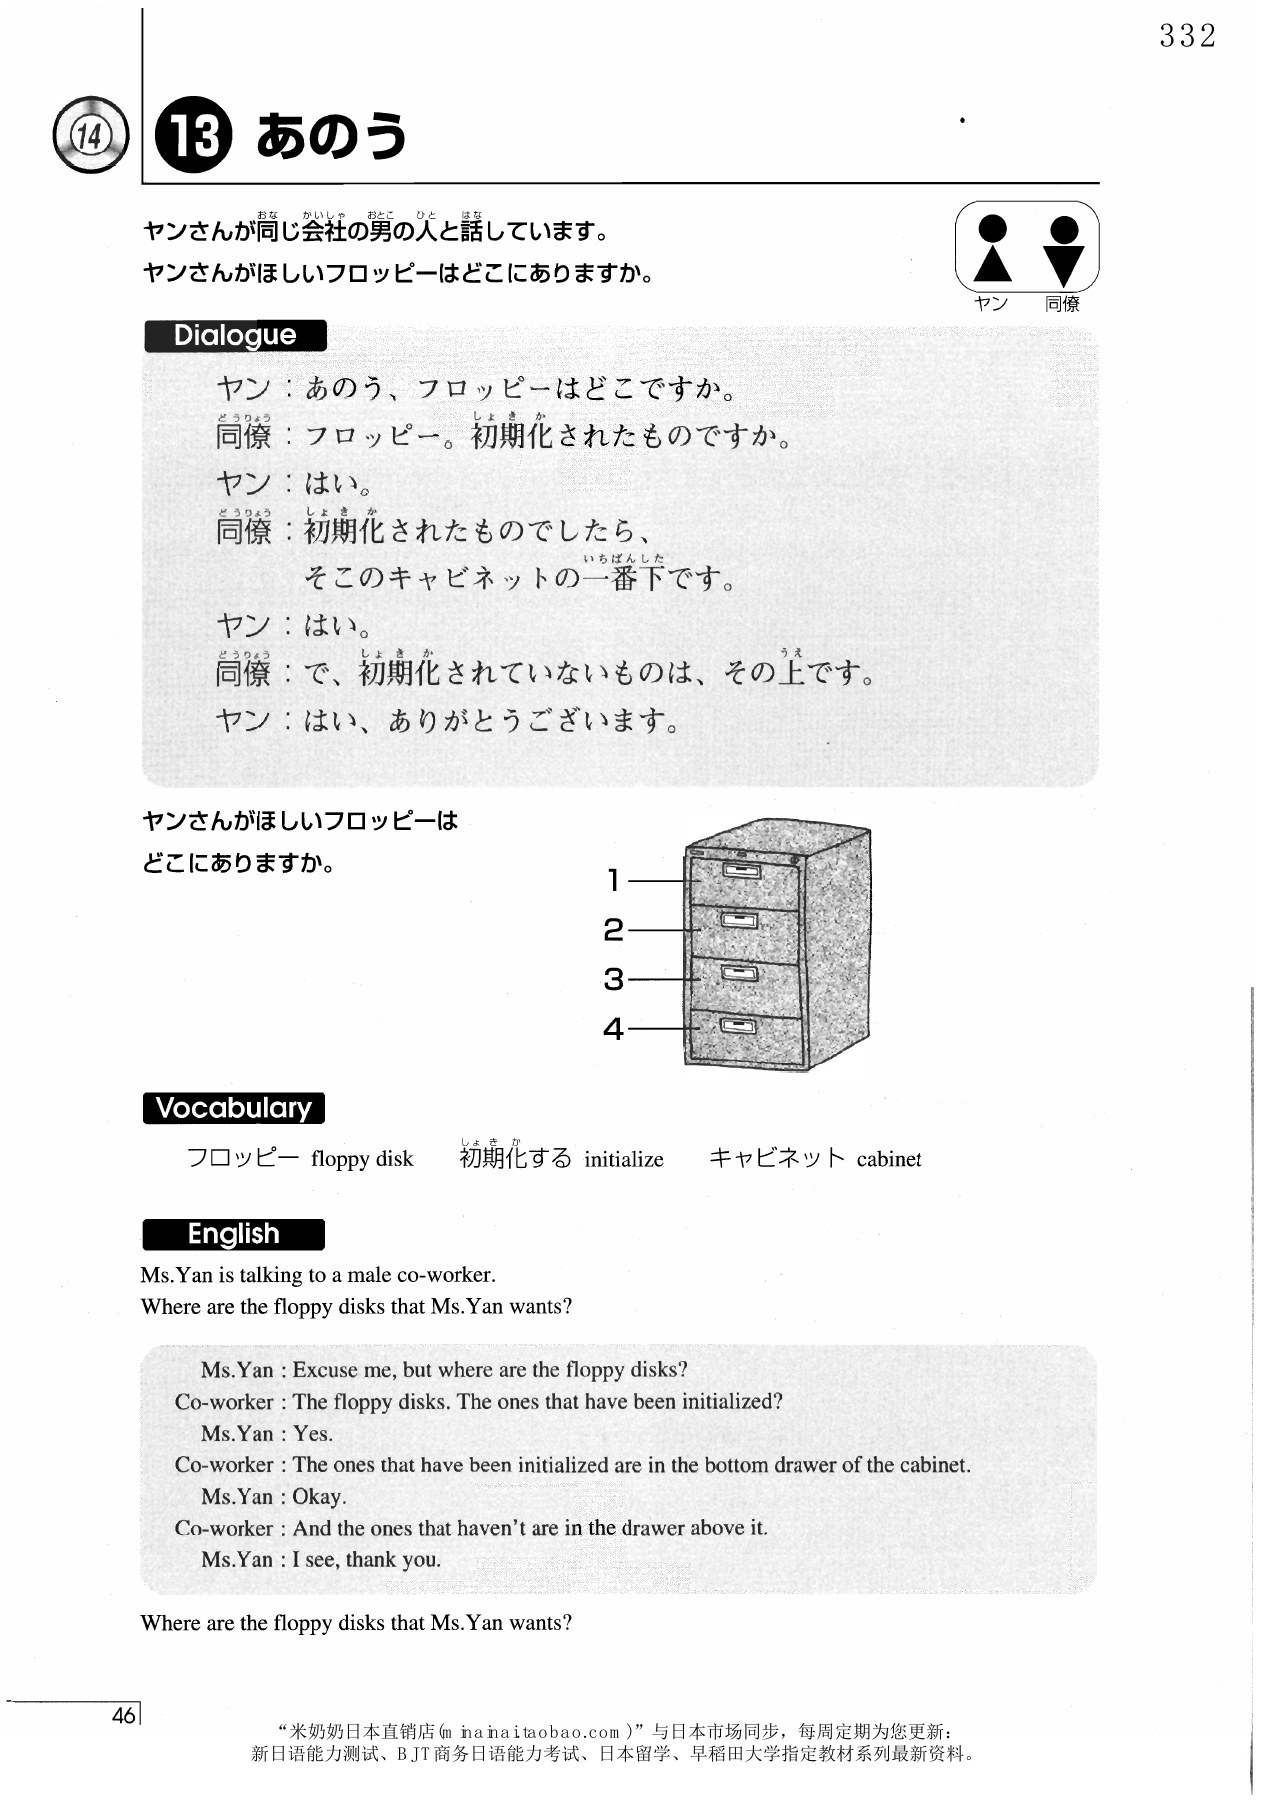 332
14
13 あのう
ヤンさんが同じ会社の男の人と話しています。
ヤンさんがほしいフロッピーはどこにありますか。
ヤン 同僚
Dialogue
ヤン：あのう、フロッピーはどこですか。
同僚：フロッピー。初期化されたものですか。
ヤン：はい。
同僚：初期化されたものでしたら、
そこのキャビネットの一番下です。
ヤン：はい。
同僚：で、初期化されていないものは、その上です。
ヤン：はい、ありがとうございます。
ヤンさんがほしいフロッピーは
どこにありますか。
1
2
3
4
Vocabulary
フロッピー floppy disk 初期化する initialize キャビネット cabinet
English
Ms.Yan is talking to a male co-worker.
Where are the floppy disks that Ms.Yan wants?
Ms.Yan : Excuse me, but where are the floppy disks?
Co-worker : The floppy disks. The ones that have been initialized?
Ms.Yan : Yes.
Co-worker : The ones that have been initialized are in the bottom drawer of the cabinet.
Ms.Yan : Okay.
Co-worker : And the ones that haven't are in the drawer above it.
Ms.Yan : I see, thank you.
Where are the floppy disks that Ms.Yan wants?
46
“米奶奶日本直销店(minainai.taobao.com)”与日本市场同步，每周定期为您更新：
新日语能力测试、BJT商务日语能力考试、日本留学、早稻田大学指定教材系列最新资料。